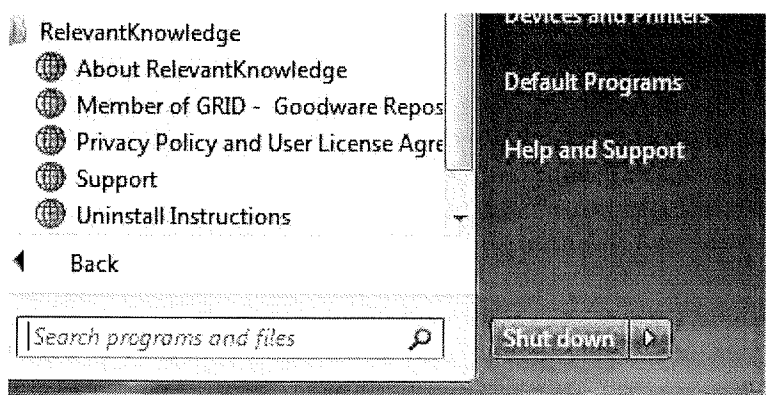 RelevantKnowledge
About RelevantKnowledge
Member of GRID - Goodware Repos
Privacy Policy and User License Agre
Support
Uninstall Instructions
Back
Search programs and files
Devices and Printers
Default Programs
Help and Support
Shut down